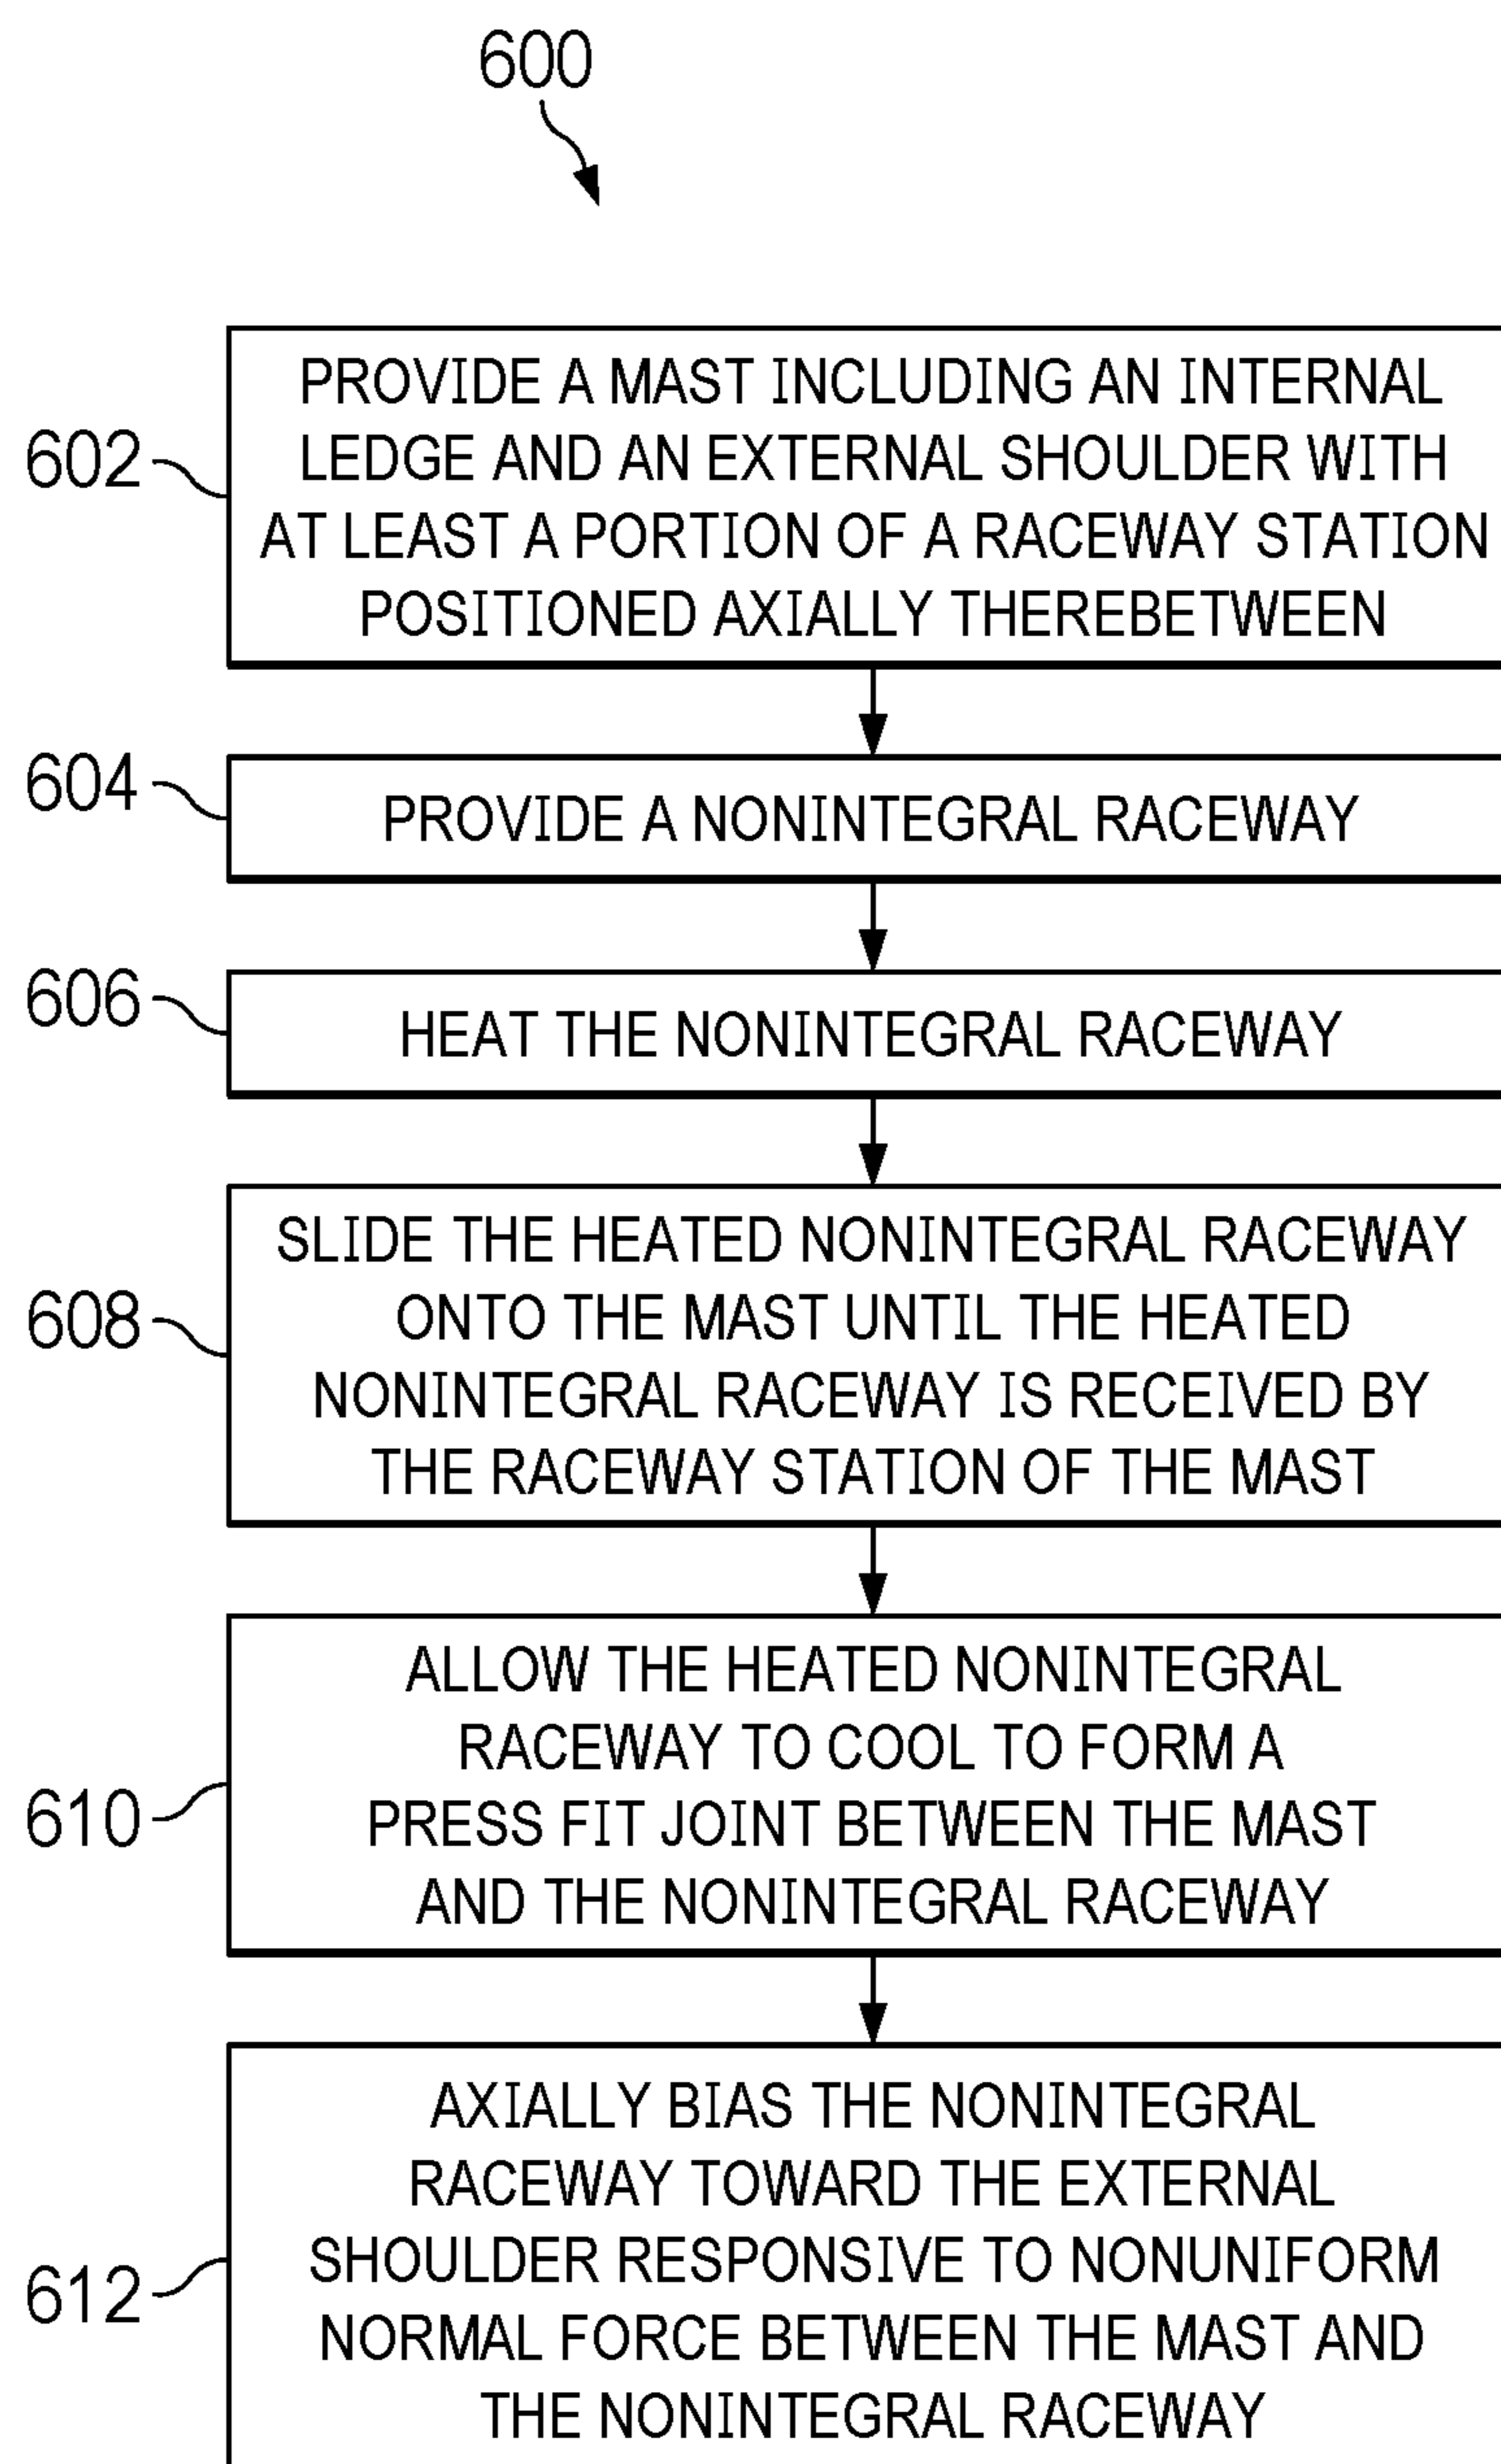 600
602
PROVIDE A MAST INCLUDING AN INTERNAL
LEDGE AND AN EXTERNAL SHOULDER WITH
AT LEAST A PORTION OF A RACEWAY STATION
POSITIONED AXIALLY THEREBETWEEN
604
PROVIDE A NONINTEGRAL RACEWAY
606
HEAT THE NONINTEGRAL RACEWAY
608
SLIDE THE HEATED NONINTEGRAL RACEWAY
ONTO THE MAST UNTIL THE HEATED
NONINTEGRAL RACEWAY IS RECEIVED BY
THE RACEWAY STATION OF THE MAST
610
ALLOW THE HEATED NONINTEGRAL
RACEWAY TO COOL TO FORM A
PRESS FIT JOINT BETWEEN THE MAST
AND THE NONINTEGRAL RACEWAY
612
AXIALLY BIAS THE NONINTEGRAL
RACEWAY TOWARD THE EXTERNAL
SHOULDER RESPONSIVE TO NONUNIFORM
NORMAL FORCE BETWEEN THE MAST AND
THE NONINTEGRAL RACEWAY